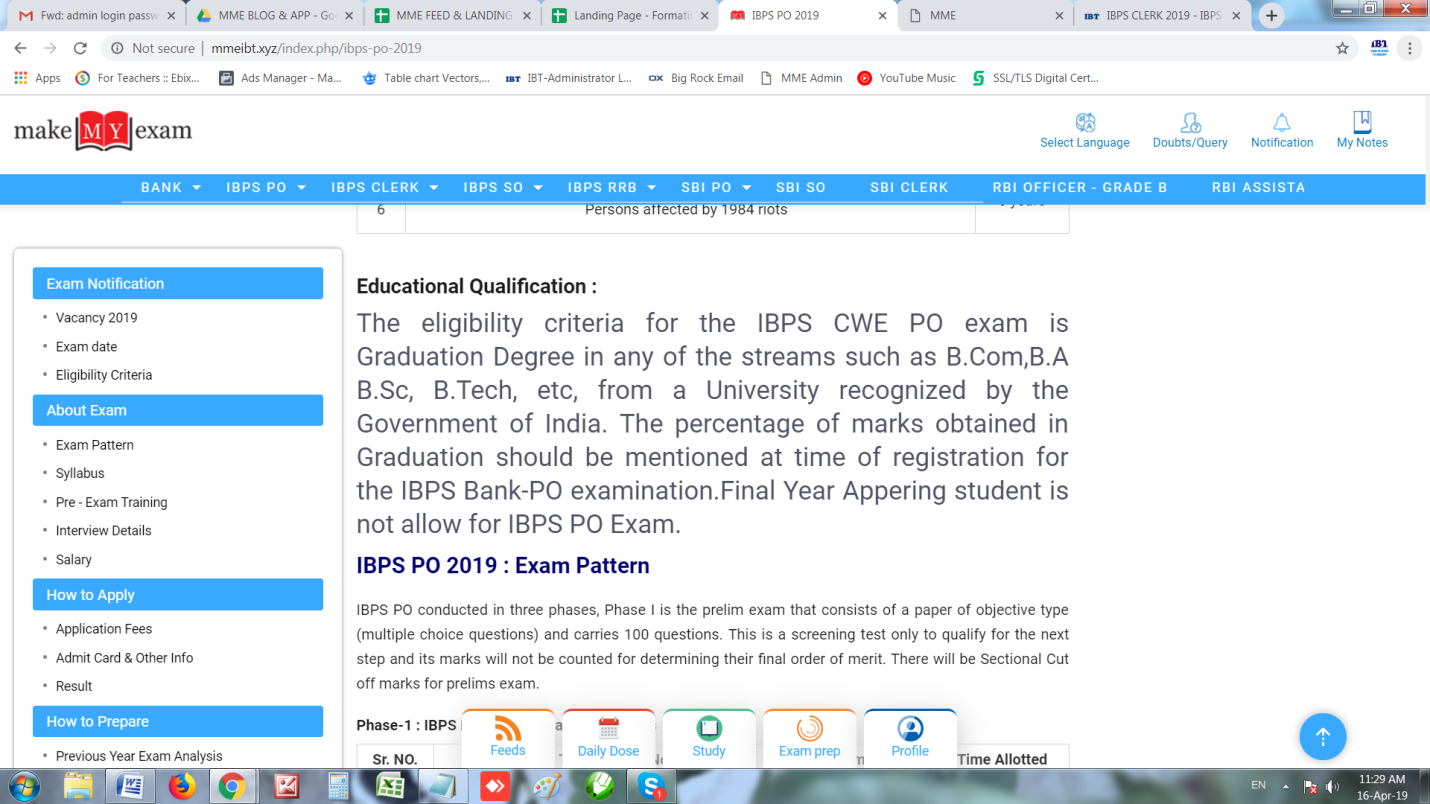 Fwd: admin login passw
MME BLOG & APP - Go
MME FEED & LANDING
Landing Page - Formati
IBPS PO 2019
MME
IBPS CLERK 2019 - IBPS
Not secure | mmeibt.xyz/index.php/ibps-po-2019
Apps
For Teachers :: Ebix...
Ads Manager - Ma...
Table chart Vectors,...
IBT-Administrator L...
Big Rock Email
MME Admin
YouTube Music
SSL/TLS Digital Cert...
make MY exam
Select Language
Doubts/Query
Notification
My Notes
BANK
IBPS PO
IBPS CLERK
IBPS SO
IBPS RRB
SBI PO
SBI SO
SBI CLERK
RBI OFFICER - GRADE B
RBI ASSISTA
6
Persons affected by 1984 riots
Exam Notification
Vacancy 2019
Exam date
Eligibility Criteria
About Exam
Exam Pattern
Syllabus
Pre - Exam Training
Interview Details
Salary
How to Apply
Application Fees
Admit Card & Other Info
Result
How to Prepare
Previous Year Exam Analysis
Educational Qualification :
The eligibility criteria for the IBPS CWE PO exam is
Graduation Degree in any of the streams such as B.Com,B.A
B.Sc, B.Tech, etc, from a University recognized by the
Government of India. The percentage of marks obtained in
Graduation should be mentioned at time of registration for
the IBPS Bank-PO examination.Final Year Appering student is
not allow for IBPS PO Exam.
IBPS PO 2019 : Exam Pattern
IBPS PO conducted in three phases, Phase I is the prelim exam that consists of a paper of objective type
(multiple choice questions) and carries 100 questions. This is a screening test only to qualify for the next
step and its marks will not be counted for determining their final order of merit. There will be Sectional Cut
off marks for prelims exam.
Phase-1 : IBPS
Sr. NO.
Time Allotted
Feeds
Daily Dose
Study
Exam prep
Profile
EN
11:29 AM
16-Apr-19